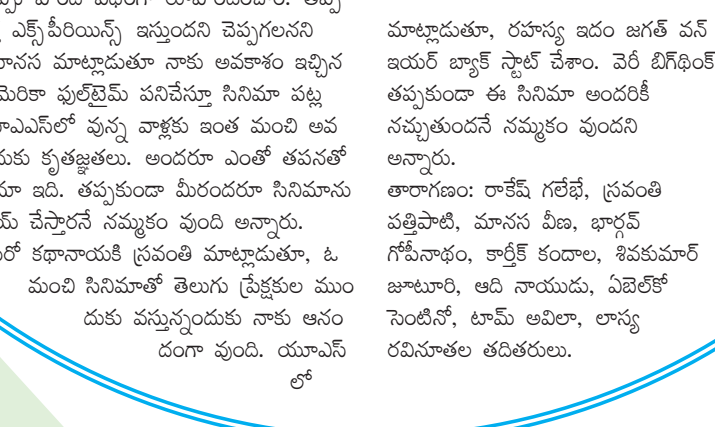 ఎక్స్‌పీరియిన్స్ ఇస్తుందని చెప్పగలనని
మాట్లాడుతూ నాకు అవకాశం ఇచ్చిన
ఫుల్‌టైమ్ పనిచేస్తూ సినిమా పట్ల
వున్న వాళ్లకు ఇంత మంచి అవ
కృతజ్ఞతలు. అందరూ ఎంతో తపనతో
ఇది. తప్పకుండా మీరందరూ సినిమాను
చేస్తారనే నమ్మకం వుంది అన్నారు.
కథానాయకి స్రవంతి మాట్లాడుతూ, ఓ
మంచి సినిమాతో తెలుగు ప్రేక్షకుల ముం
దుకు వస్తున్నందుకు నాకు ఆనం
దంగా వుంది. యూఎస్
లో
మాట్లాడుతూ, రహస్య ఇదం జగత్ వన్
ఇయర్ బ్యాక్ స్టాట్ చేశాం. వెరీ బిగ్‌థింక్
తప్పకుండా ఈ సినిమా అందరికీ
నచ్చుతుందనే నమ్మకం వుందని
అన్నారు.
తారాగణం: రాకేష్ గలేభే, స్రవంతి
పత్తిపాటి, మానస వీణ, భార్గవ్
గోపీనాథం, కార్తీక్ కందాల, శివకుమార్
జూటూరి, ఆది నాయుడు, ఏబెల్‌కో
సెంటినో, టామ్ అవిలా, లాస్య
రవినూతల తదితరులు.